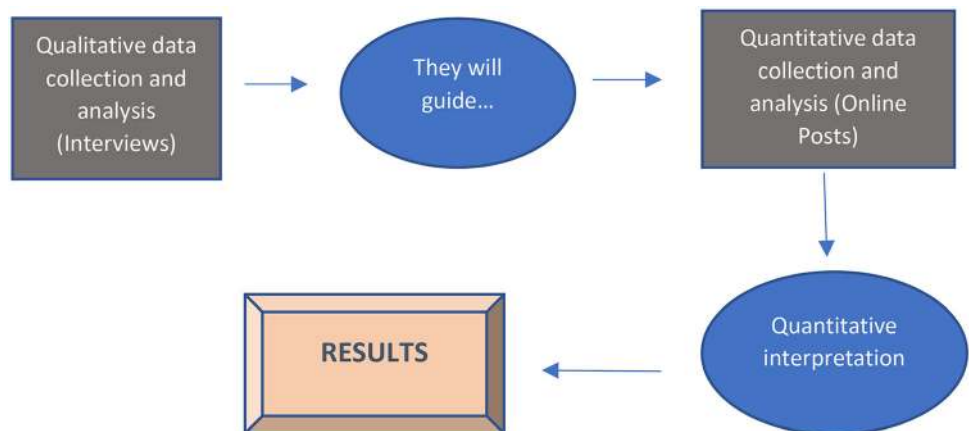 Qualitative data
collection and
analysis
(Interviews)
They will
guide...
Quantitative data
collection and
analysis (Online
Posts)
Quantitative
interpretation
RESULTS